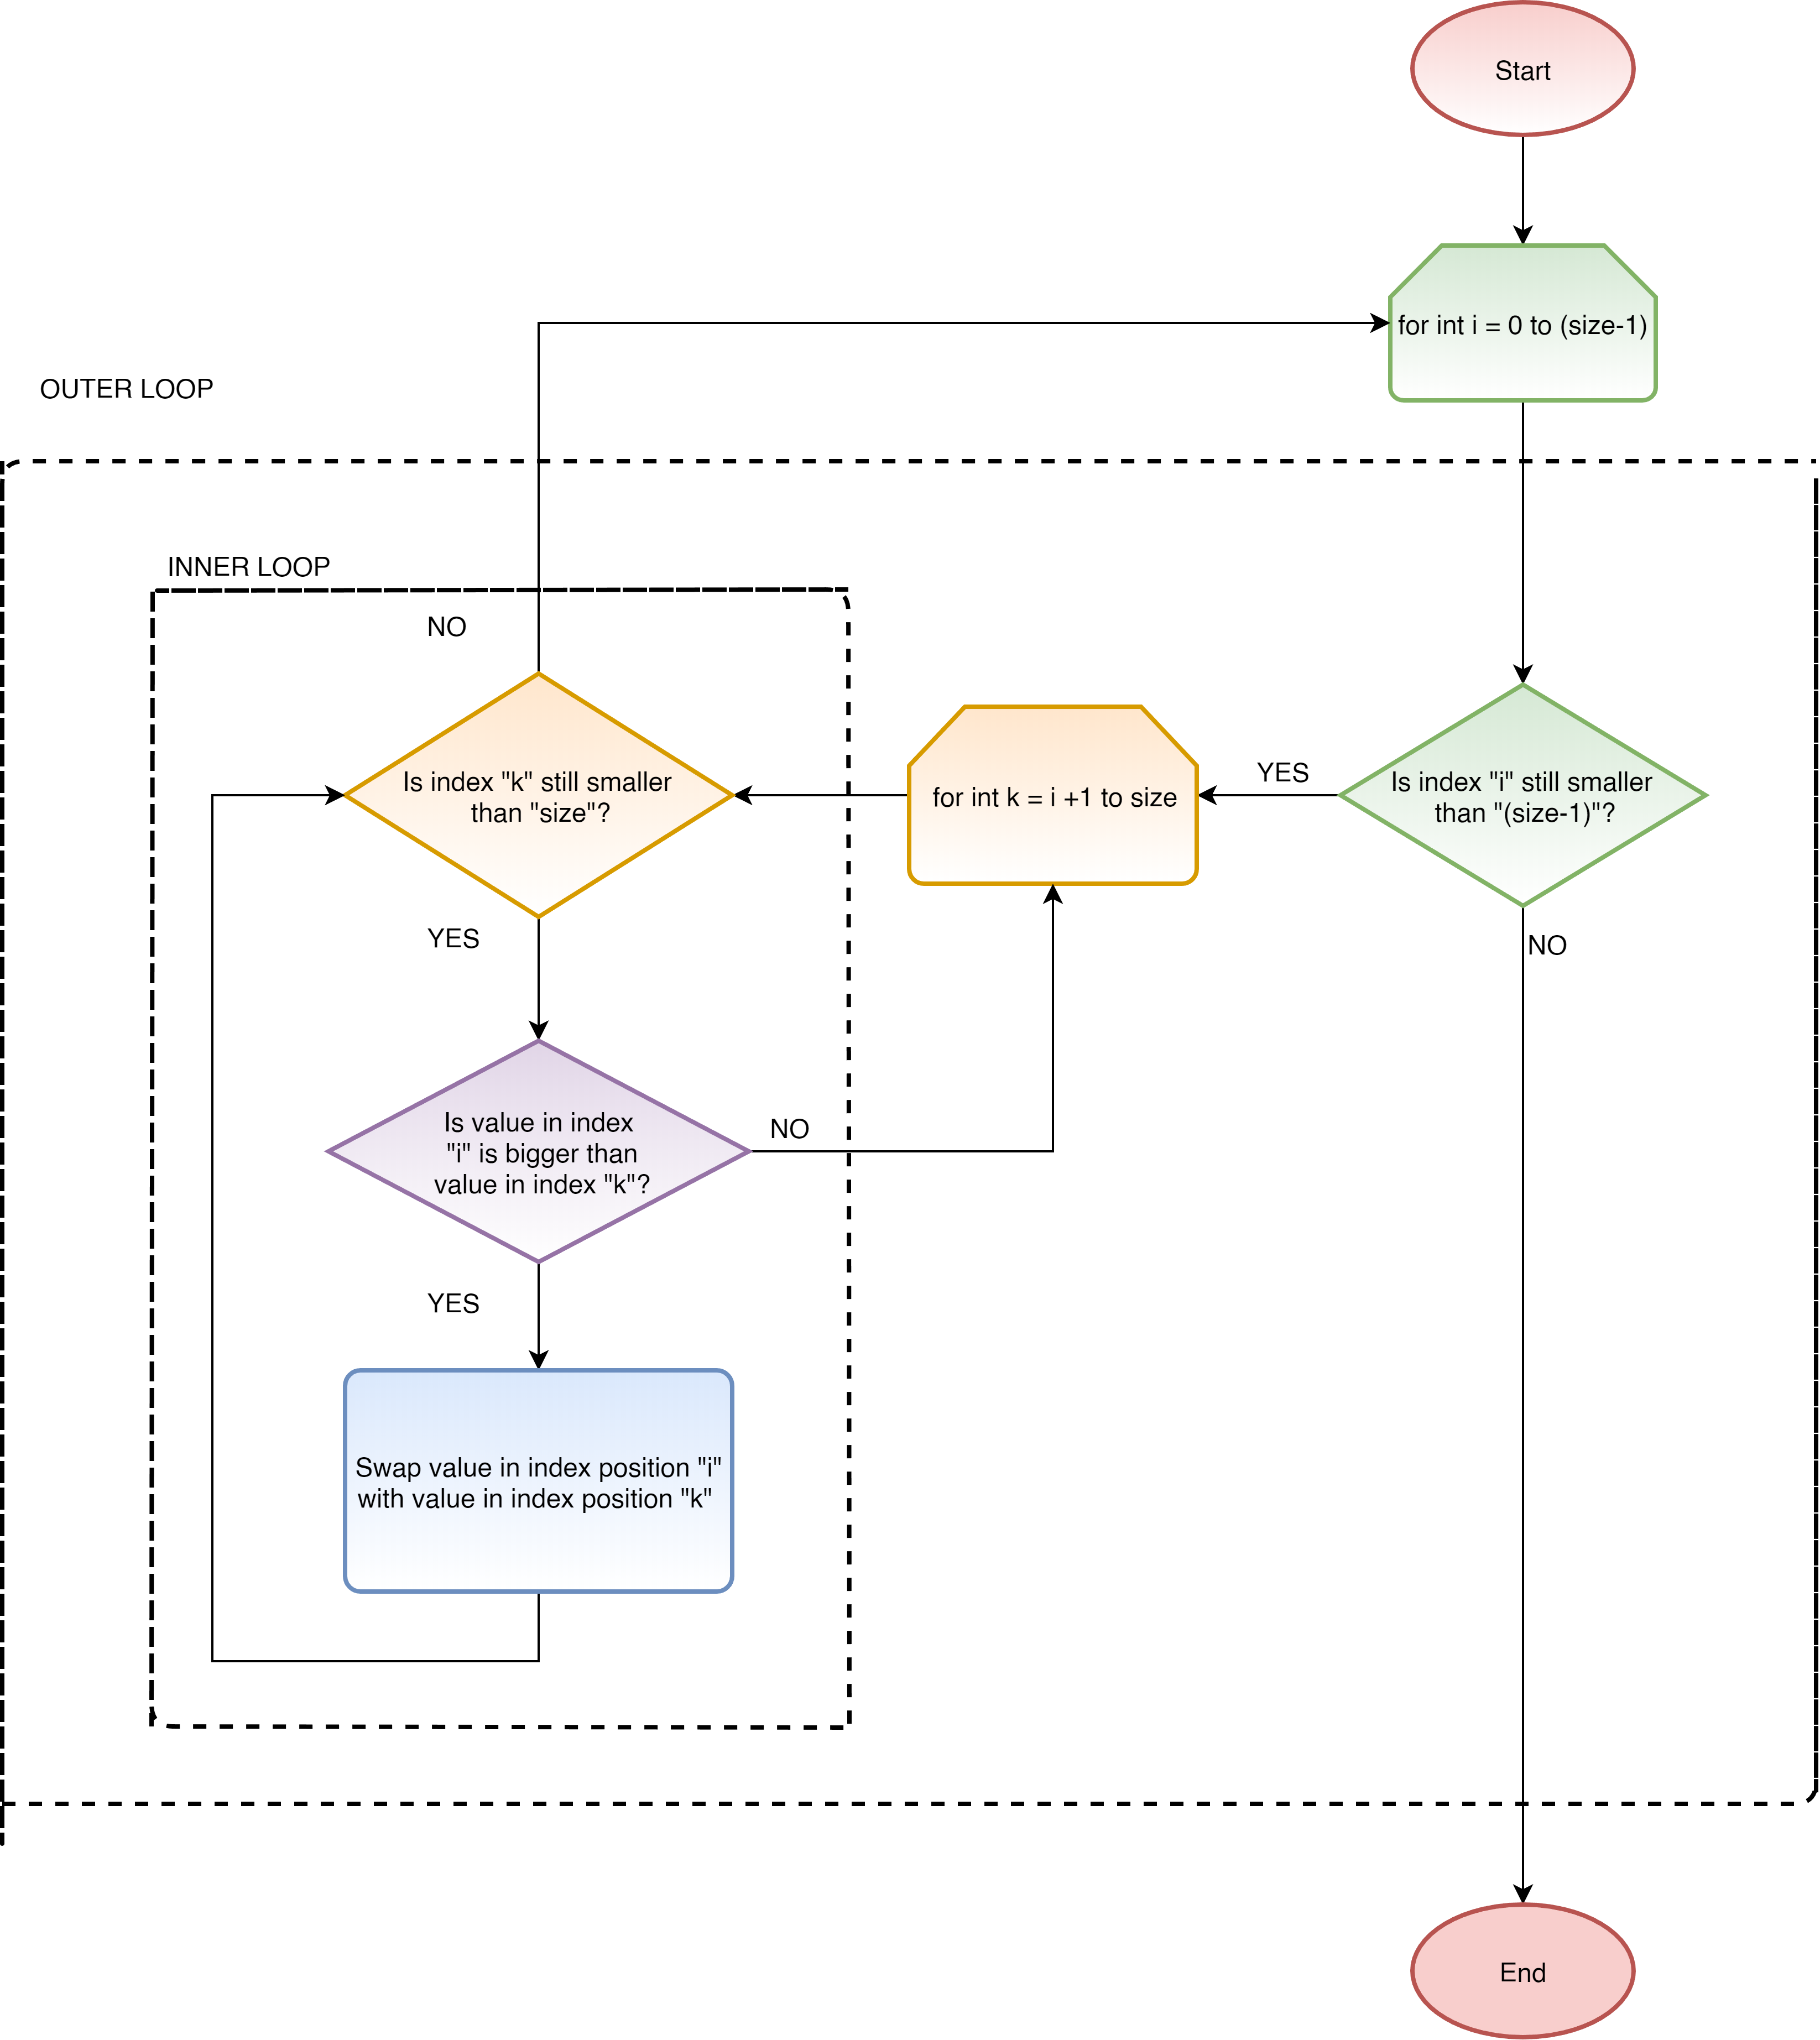 Start
for int i = 0 to (size-1)
OUTER LOOP
INNER LOOP
NO
Is index "k" still smaller
than "size"?
for int k = i +1 to size
YES
Is index "i" still smaller
than "(size-1)"?
YES
NO
Is value in index
"i" is bigger than
value in index "k"?
NO
YES
Swap value in index position "i"
with value in index position "k"
End